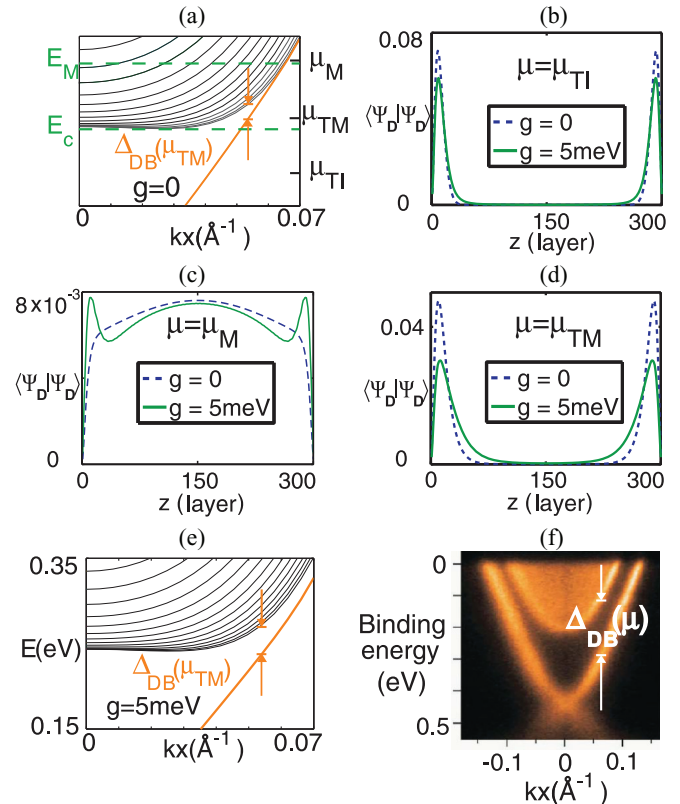 (a)
E_M
E_c
Δ_DB(μ_TM)
g=0
μ_M
μ_TM
μ_TI
0
0.07
kx(Å⁻¹)
(b)
0.08
⟨Ψ_D|Ψ_D⟩
0
μ=μ_TI
g = 0
g = 5meV
0
150
300
z (layer)
(c)
8×10⁻³
⟨Ψ_D|Ψ_D⟩
0
μ=μ_M
g = 0
g = 5meV
0
150
300
z (layer)
(d)
0.04
⟨Ψ_D|Ψ_D⟩
0
μ=μ_TM
g = 0
g = 5meV
0
150
300
z (layer)
(e)
0.35
E(eV)
0.15
Δ_DB(μ_TM)
g=5meV
0
0.07
kx(Å⁻¹)
(f)
0
Binding
energy
(eV)
0.5
Δ_DB(μ)
-0.1
0
0.1
kx(Å⁻¹)